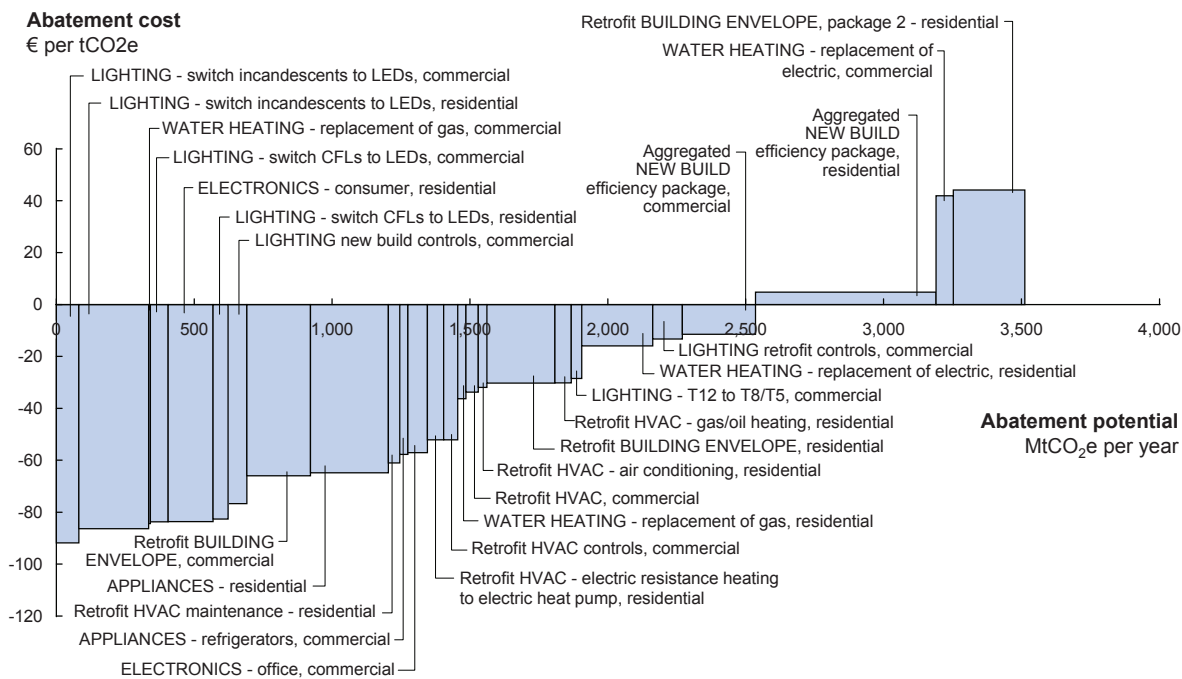 Abatement cost
€ per tCO2e
Retrofit BUILDING ENVELOPE, package 2 - residential
WATER HEATING - replacement of
electric, commercial
LIGHTING - switch incandescents to LEDs, commercial
LIGHTING - switch incandescents to LEDs, residential
WATER HEATING - replacement of gas, commercial
LIGHTING - switch CFLs to LEDs, commercial
ELECTRONICS - consumer, residential
LIGHTING - switch CFLs to LEDs, residential
LIGHTING new build controls, commercial
Aggregated
NEW BUILD
efficiency package,
commercial
Aggregated
NEW BUILD
efficiency package,
residential
60
40
20
0
-20
-40
-60
-80
-100
-120
0
500
1,000
1,500
2,000
2,500
3,000
3,500
4,000
LIGHTING retrofit controls, commercial
WATER HEATING - replacement of electric, residential
LIGHTING - T12 to T8/T5, commercial
Retrofit HVAC - gas/oil heating, residential
Retrofit BUILDING ENVELOPE, residential
Retrofit HVAC - air conditioning, residential
Retrofit HVAC, commercial
WATER HEATING - replacement of gas, residential
Retrofit HVAC controls, commercial
Retrofit HVAC - electric resistance heating
to electric heat pump, residential
Abatement potential
MtCO₂e per year
Retrofit BUILDING
ENVELOPE, commercial
APPLIANCES - residential
Retrofit HVAC maintenance - residential
APPLIANCES - refrigerators, commercial
ELECTRONICS - office, commercial